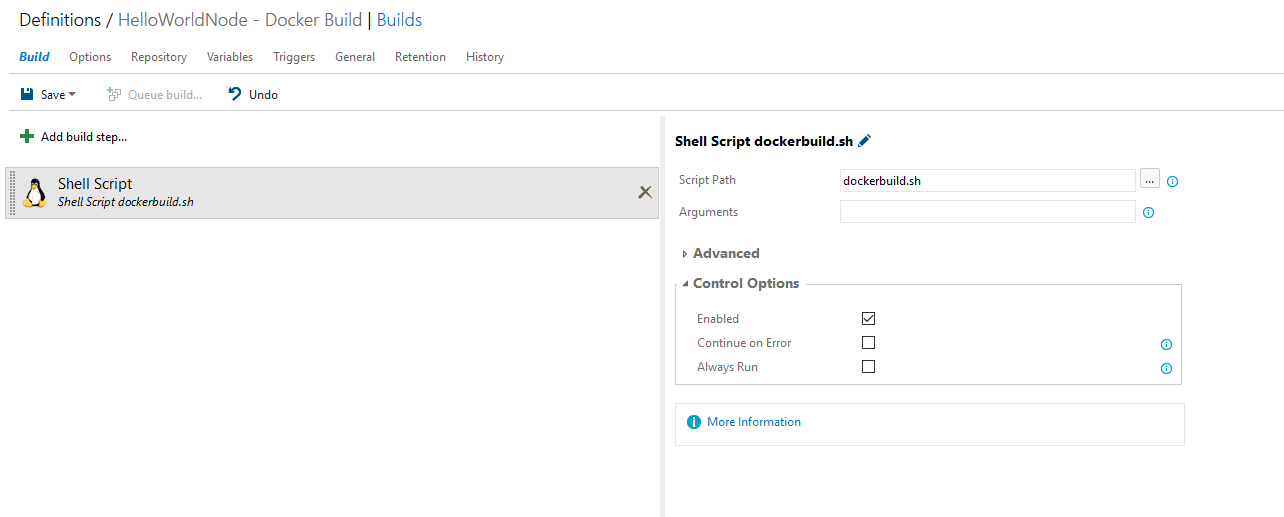 Definitions / HelloWorldNode - Docker Build | Builds
Build Options Repository Variables Triggers General Retention History
Save Queue build... Undo
Add build step...
Shell Script
Shell Script dockerbuild.sh
Shell Script dockerbuild.sh
Script Path dockerbuild.sh ...
Arguments
Advanced
Control Options
Enabled
Continue on Error
Always Run
More Information